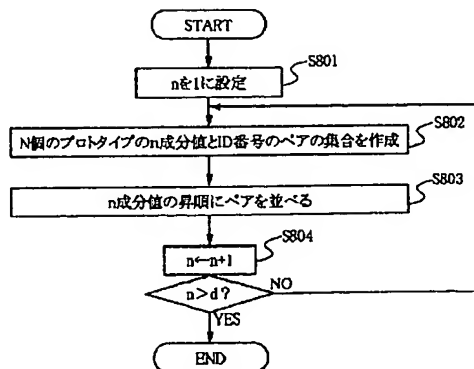 START
S801
nを1に設定
S802
N個のプロトタイプのn成分値とID番号のペアの集合を作成
S803
n成分値の昇順にペアを並べる
S804
n←n+1
n>d?
NO
YES
END